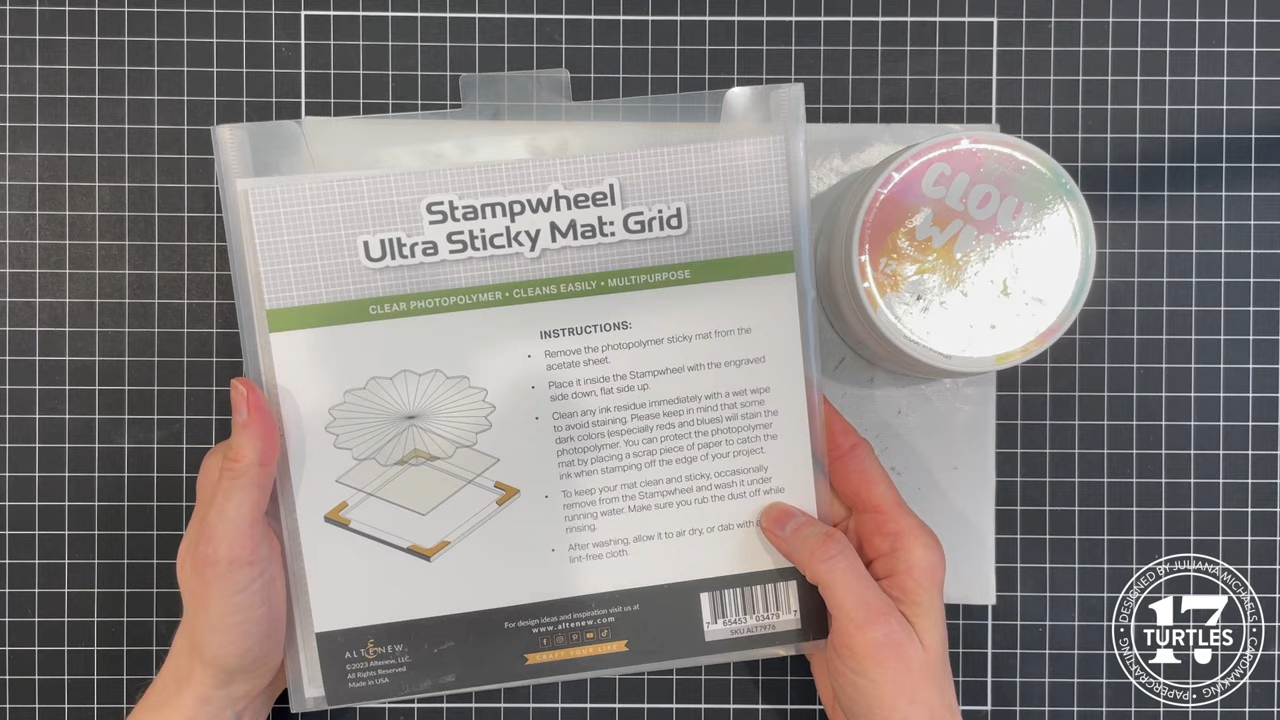 Stampwheel
Ultra Sticky Mat: Grid
CLEAR PHOTOPOLYMER • CLEANS EASILY • MULTIPURPOSE
INSTRUCTIONS:
• Remove the photopolymer sticky mat from the
acetate sheet.
• Place it inside the Stampwheel with the engraved
side down, flat side up.
• Clean any ink residue immediately with a wet wipe
to avoid staining. Please keep in mind that some
dark colors (especially reds and blues) will stain the
photopolymer. You can protect the photopolymer
mat by placing a scrap piece of paper to catch the
ink when stamping off the edge of your project.
• To keep your mat clean and sticky, occasionally
remove from the Stampwheel and wash it under
running water. Make sure you rub the dust off while
rinsing.
• After washing, allow it to air dry, or dab with a
lint-free cloth.
ALTENEW
©2023 Altenew, LLC.
All Rights Reserved
Made in USA
For design ideas and inspiration visit us at
www.altenew.com
CRAFT YOUR LIFE
7 65453 03479 7
SKU ALT7976
CLOU
W
12
DESIGNED BY JULIANA MICHAELS
17
TURTLES
PAPERCRAFTING • CARDMAKING